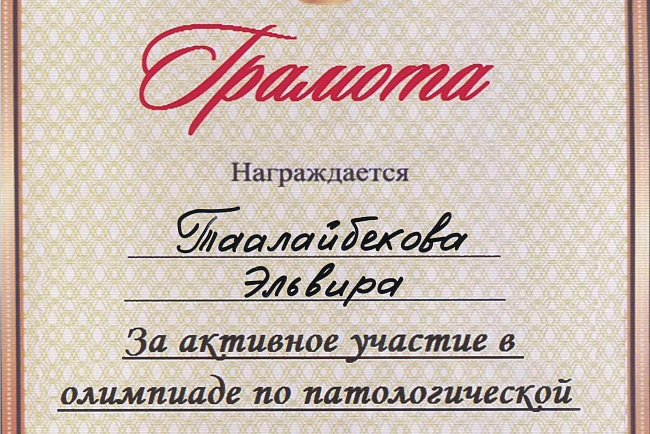 Грамота
Награждается
Таалайбекова
Эльвира
За активное участие в
олимпиаде по патологической